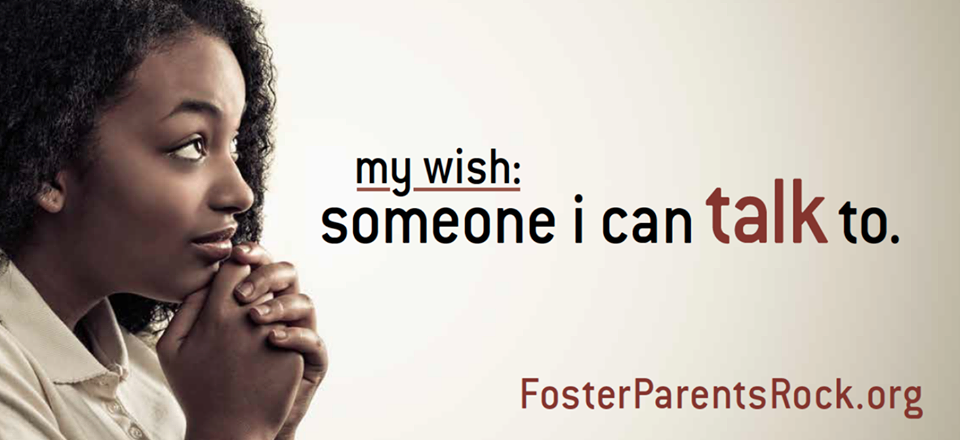 my wish:
someone i can talk to.
FosterParentsRock.org